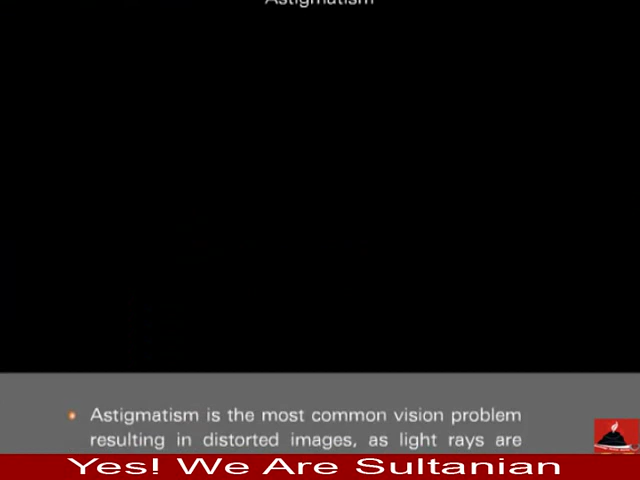 Astigmatism
Astigmatism is the most common vision problem
resulting in distorted images, as light rays are
Yes! We Are Sultanian